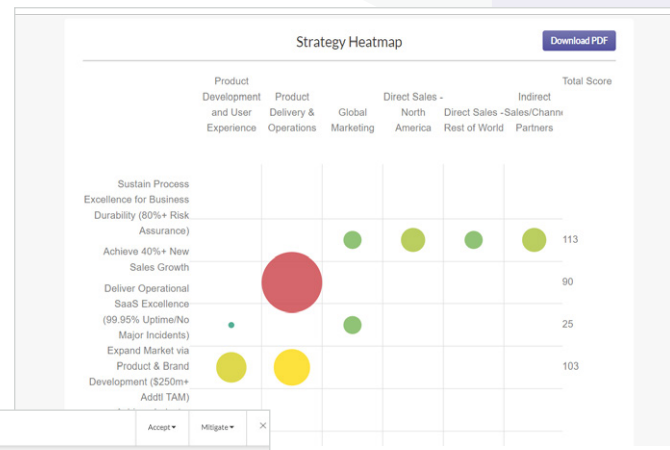 Strategy Heatmap
Download PDF
Product
Development
and User
Experience
Product
Delivery &
Operations
Global
Marketing
Direct Sales -
North
America
Direct Sales -
Rest of World
Indirect
Sales/Channe
Partners
Total Score
Sustain Process
Excellence for Business
Durability (80%+ Risk
Assurance)
113
Achieve 40%+ New
Sales Growth
90
Deliver Operational
SaaS Excellence
(99.95% Uptime/No
Major Incidents)
25
Expand Market via
Product & Brand
Development ($250m+
Addtl TAM)
103
Accept
Mitigate